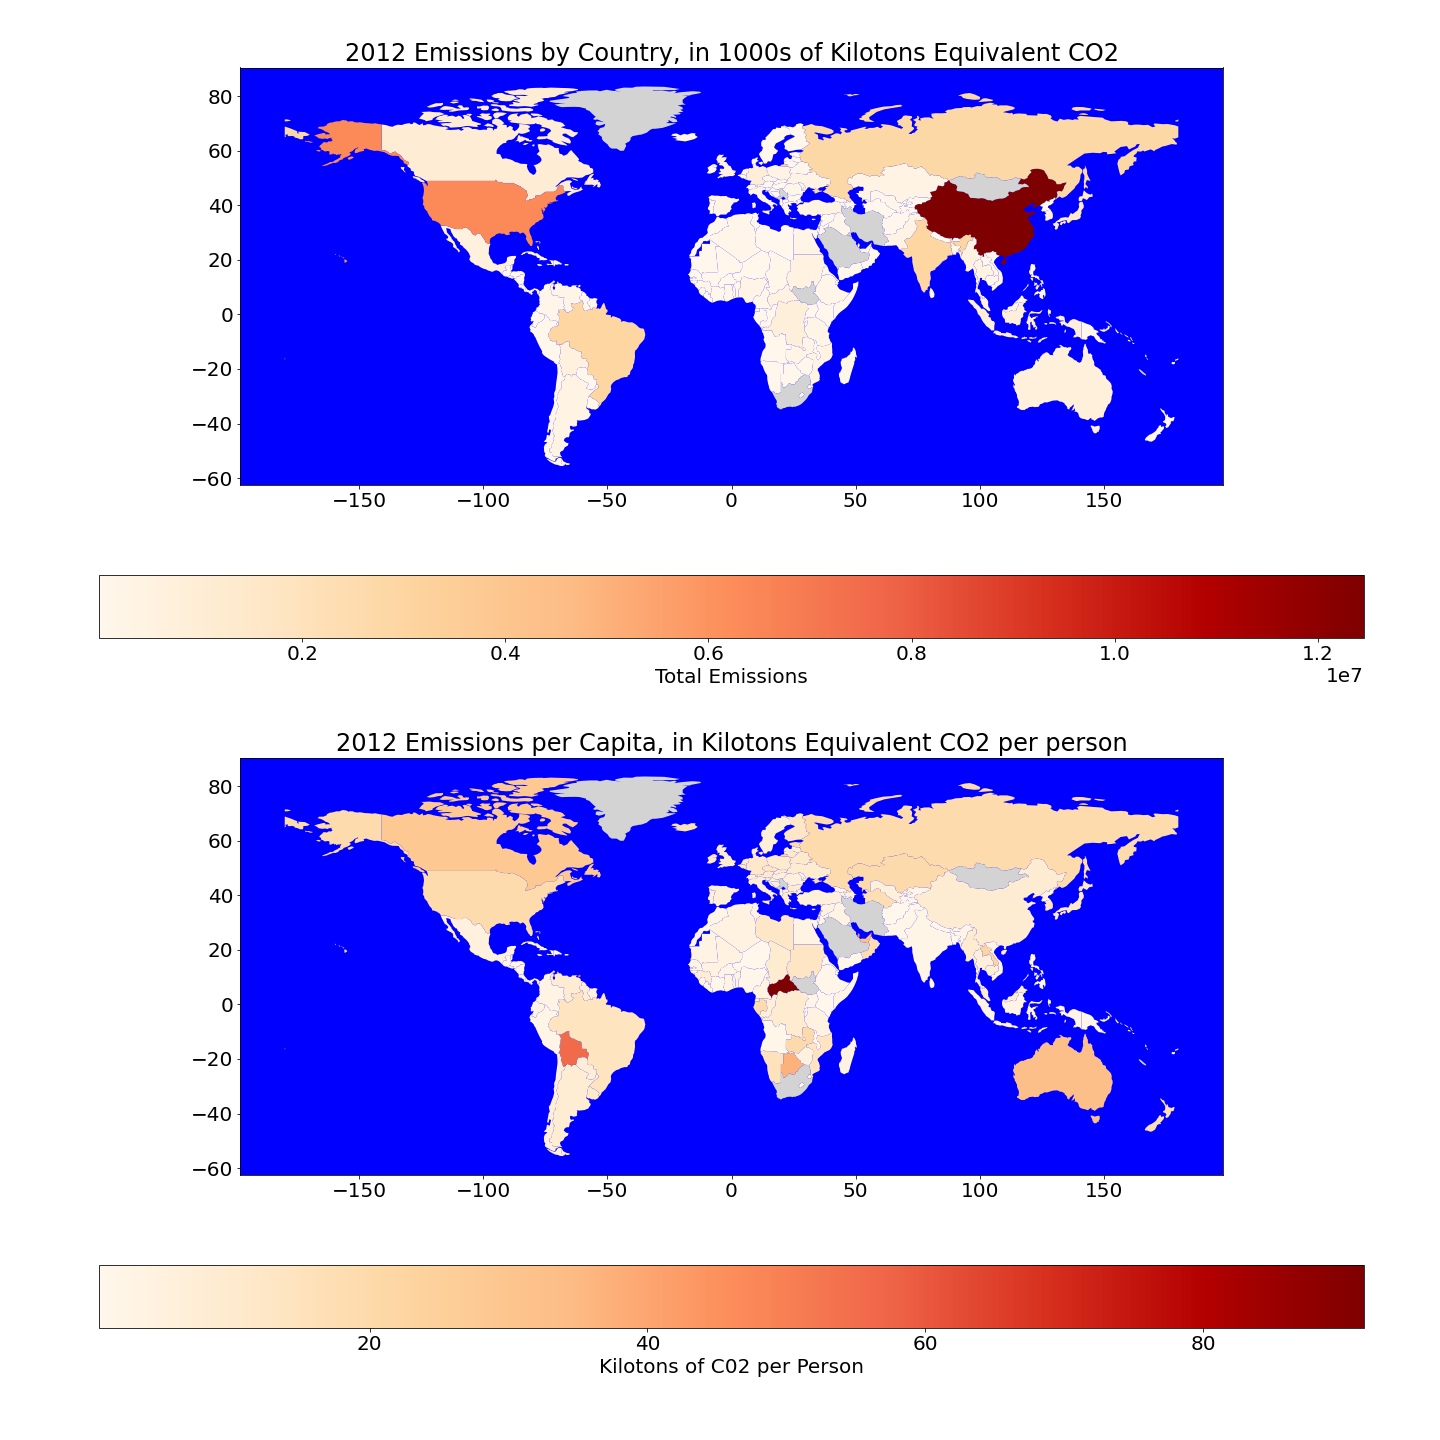 2012 Emissions by Country, in 1000s of Kilotons Equivalent CO2
80
60
40
20
0
−20
−40
−60
−150 −100 −50 0 50 100 150
0.2 0.4 0.6 0.8 1.0 1.2
1e7
Total Emissions
2012 Emissions per Capita, in Kilotons Equivalent CO2 per person
80
60
40
20
0
−20
−40
−60
−150 −100 −50 0 50 100 150
20 40 60 80
Kilotons of C02 per Person